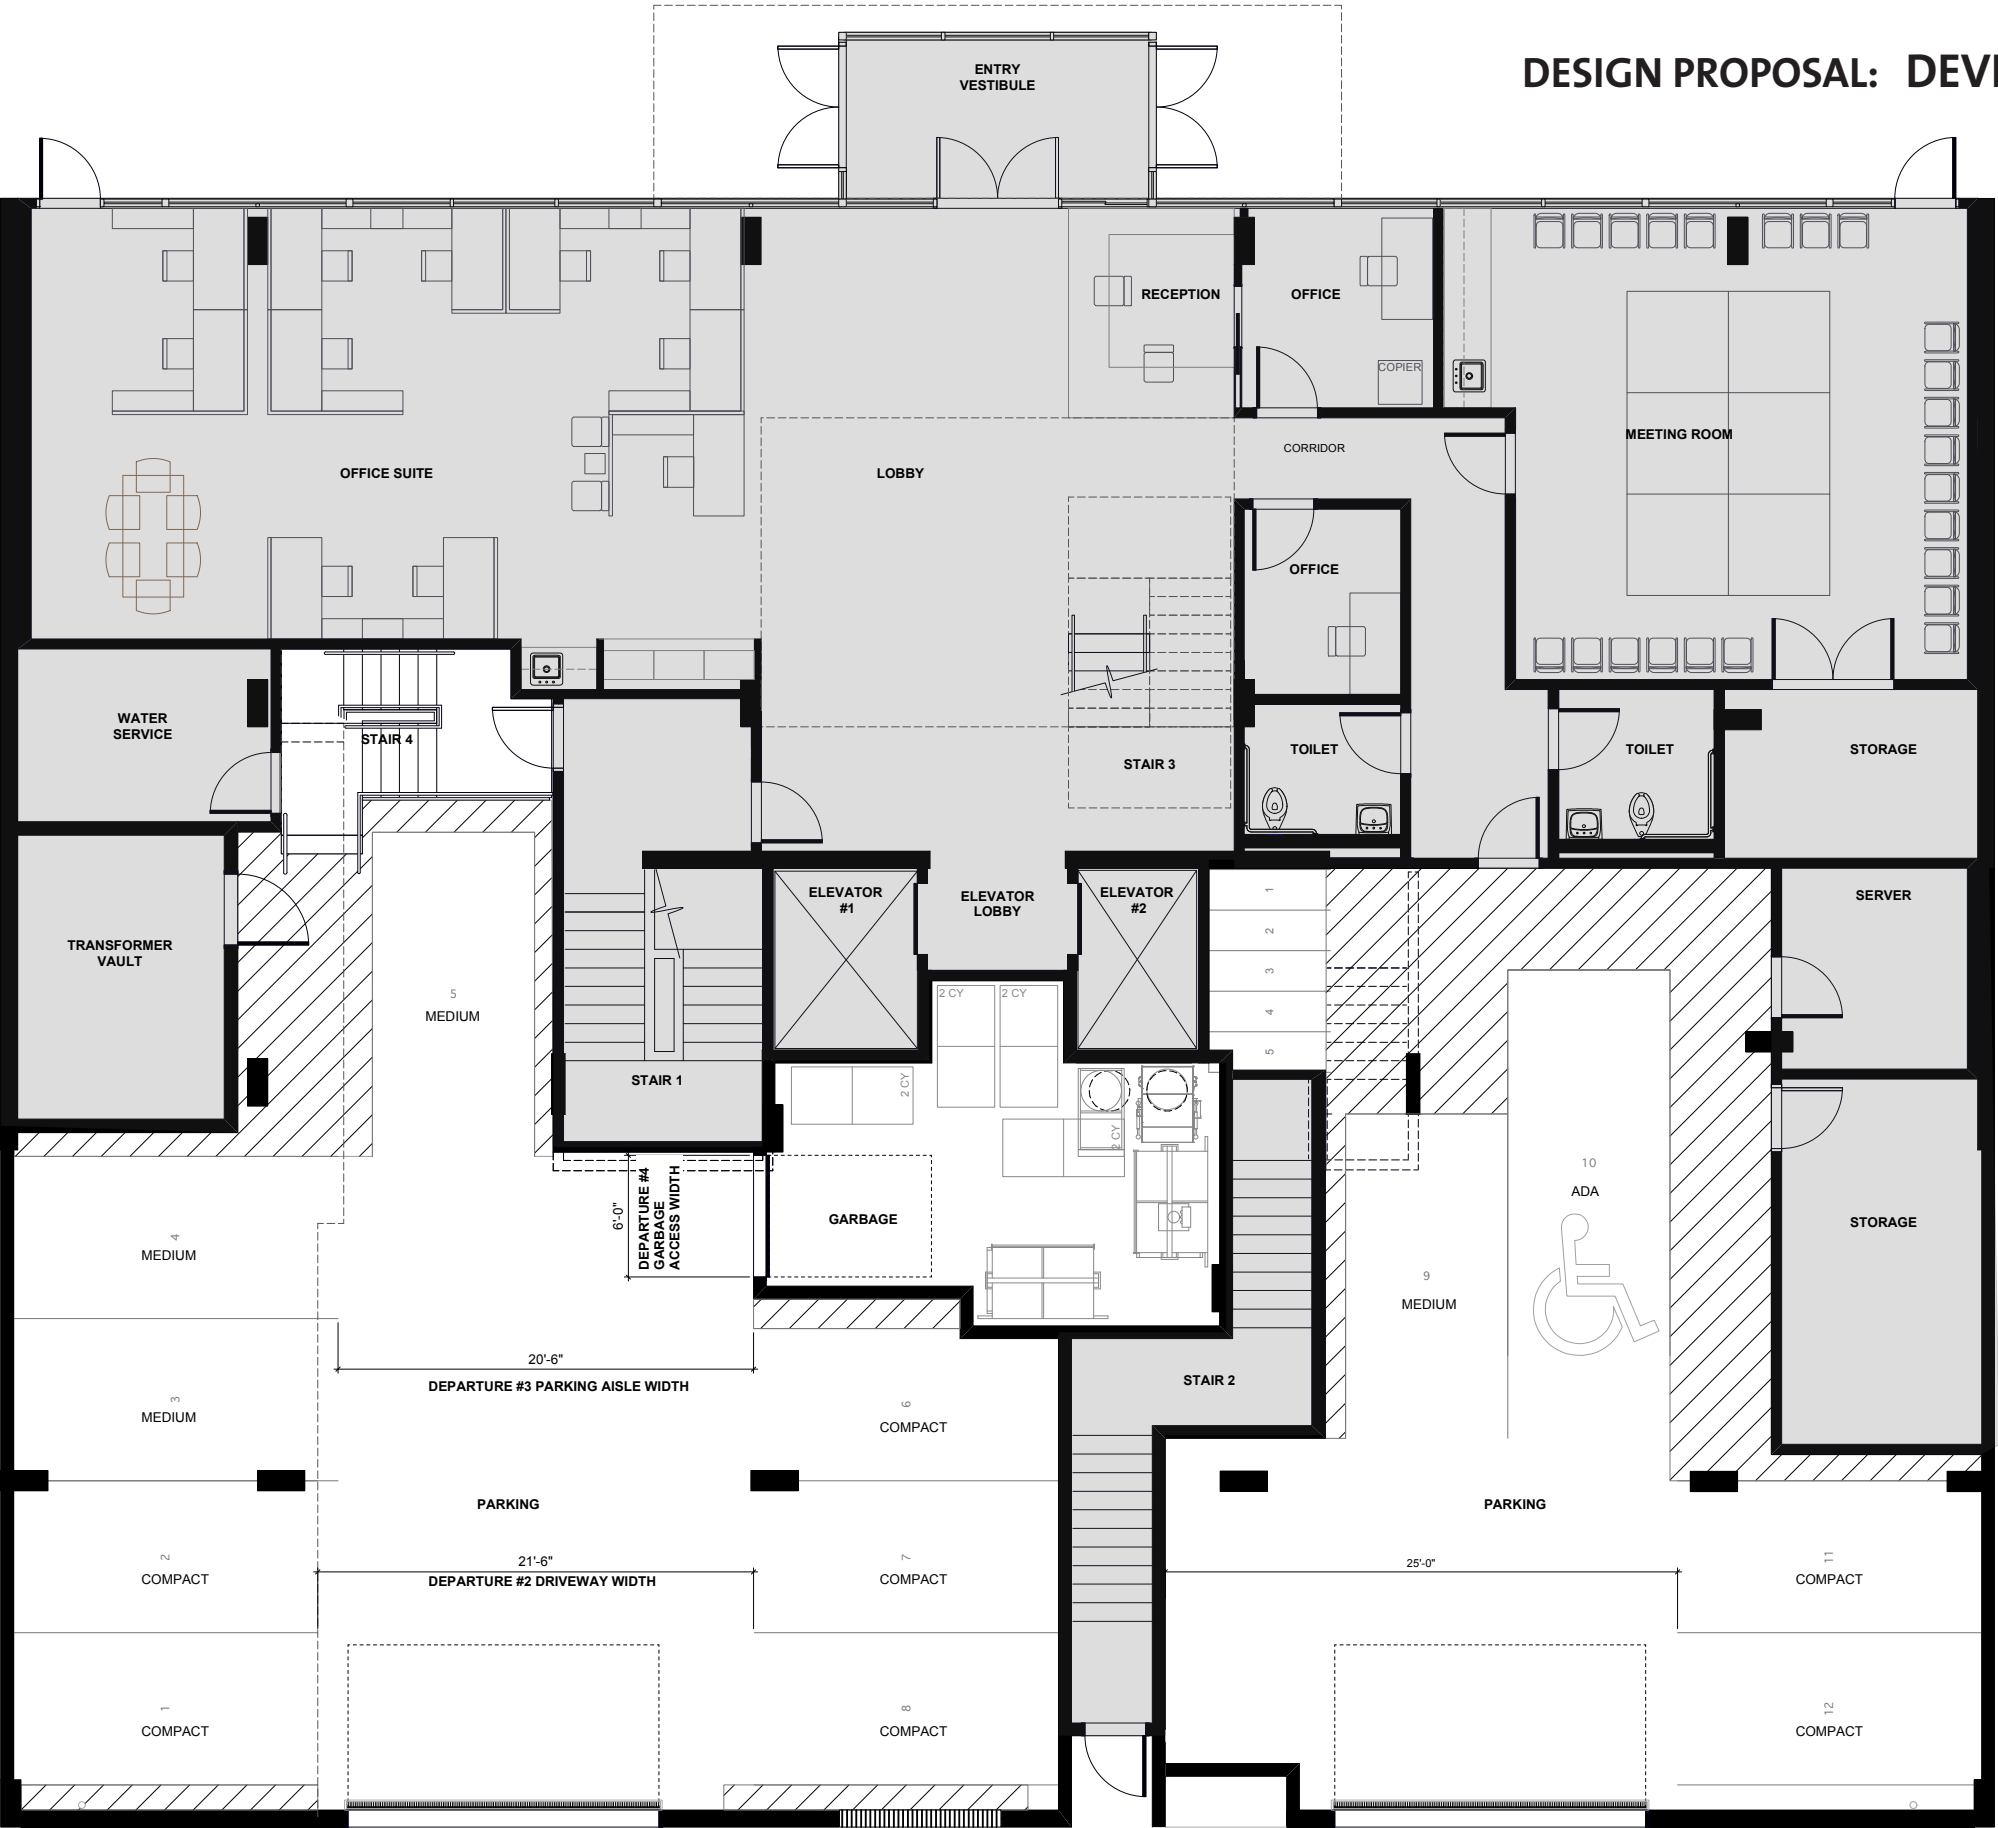 ENTRY
VESTIBULE
DESIGN PROPOSAL: DEV
RECEPTION
OFFICE
COPIER
MEETING ROOM
CORRIDOR
OFFICE SUITE
LOBBY
OFFICE
WATER
SERVICE
STAIR 4
STAIR 3
TOILET
TOILET
STORAGE
ELEVATOR
#1
ELEVATOR
LOBBY
ELEVATOR
#2
SERVER
1
2
3
4
5
TRANSFORMER
VAULT
5
MEDIUM
2 CY
2 CY
STAIR 1
2 CY
2 CY
10
ADA
6'-0"
DEPARTURE #4
GARBAGE
ACCESS WIDTH
GARBAGE
STORAGE
4
MEDIUM
9
MEDIUM
20'-6"
DEPARTURE #3 PARKING AISLE WIDTH
STAIR 2
3
MEDIUM
6
COMPACT
PARKING
PARKING
2
COMPACT
21'-6"
DEPARTURE #2 DRIVEWAY WIDTH
7
COMPACT
25'-0"
11
COMPACT
1
COMPACT
8
COMPACT
12
COMPACT